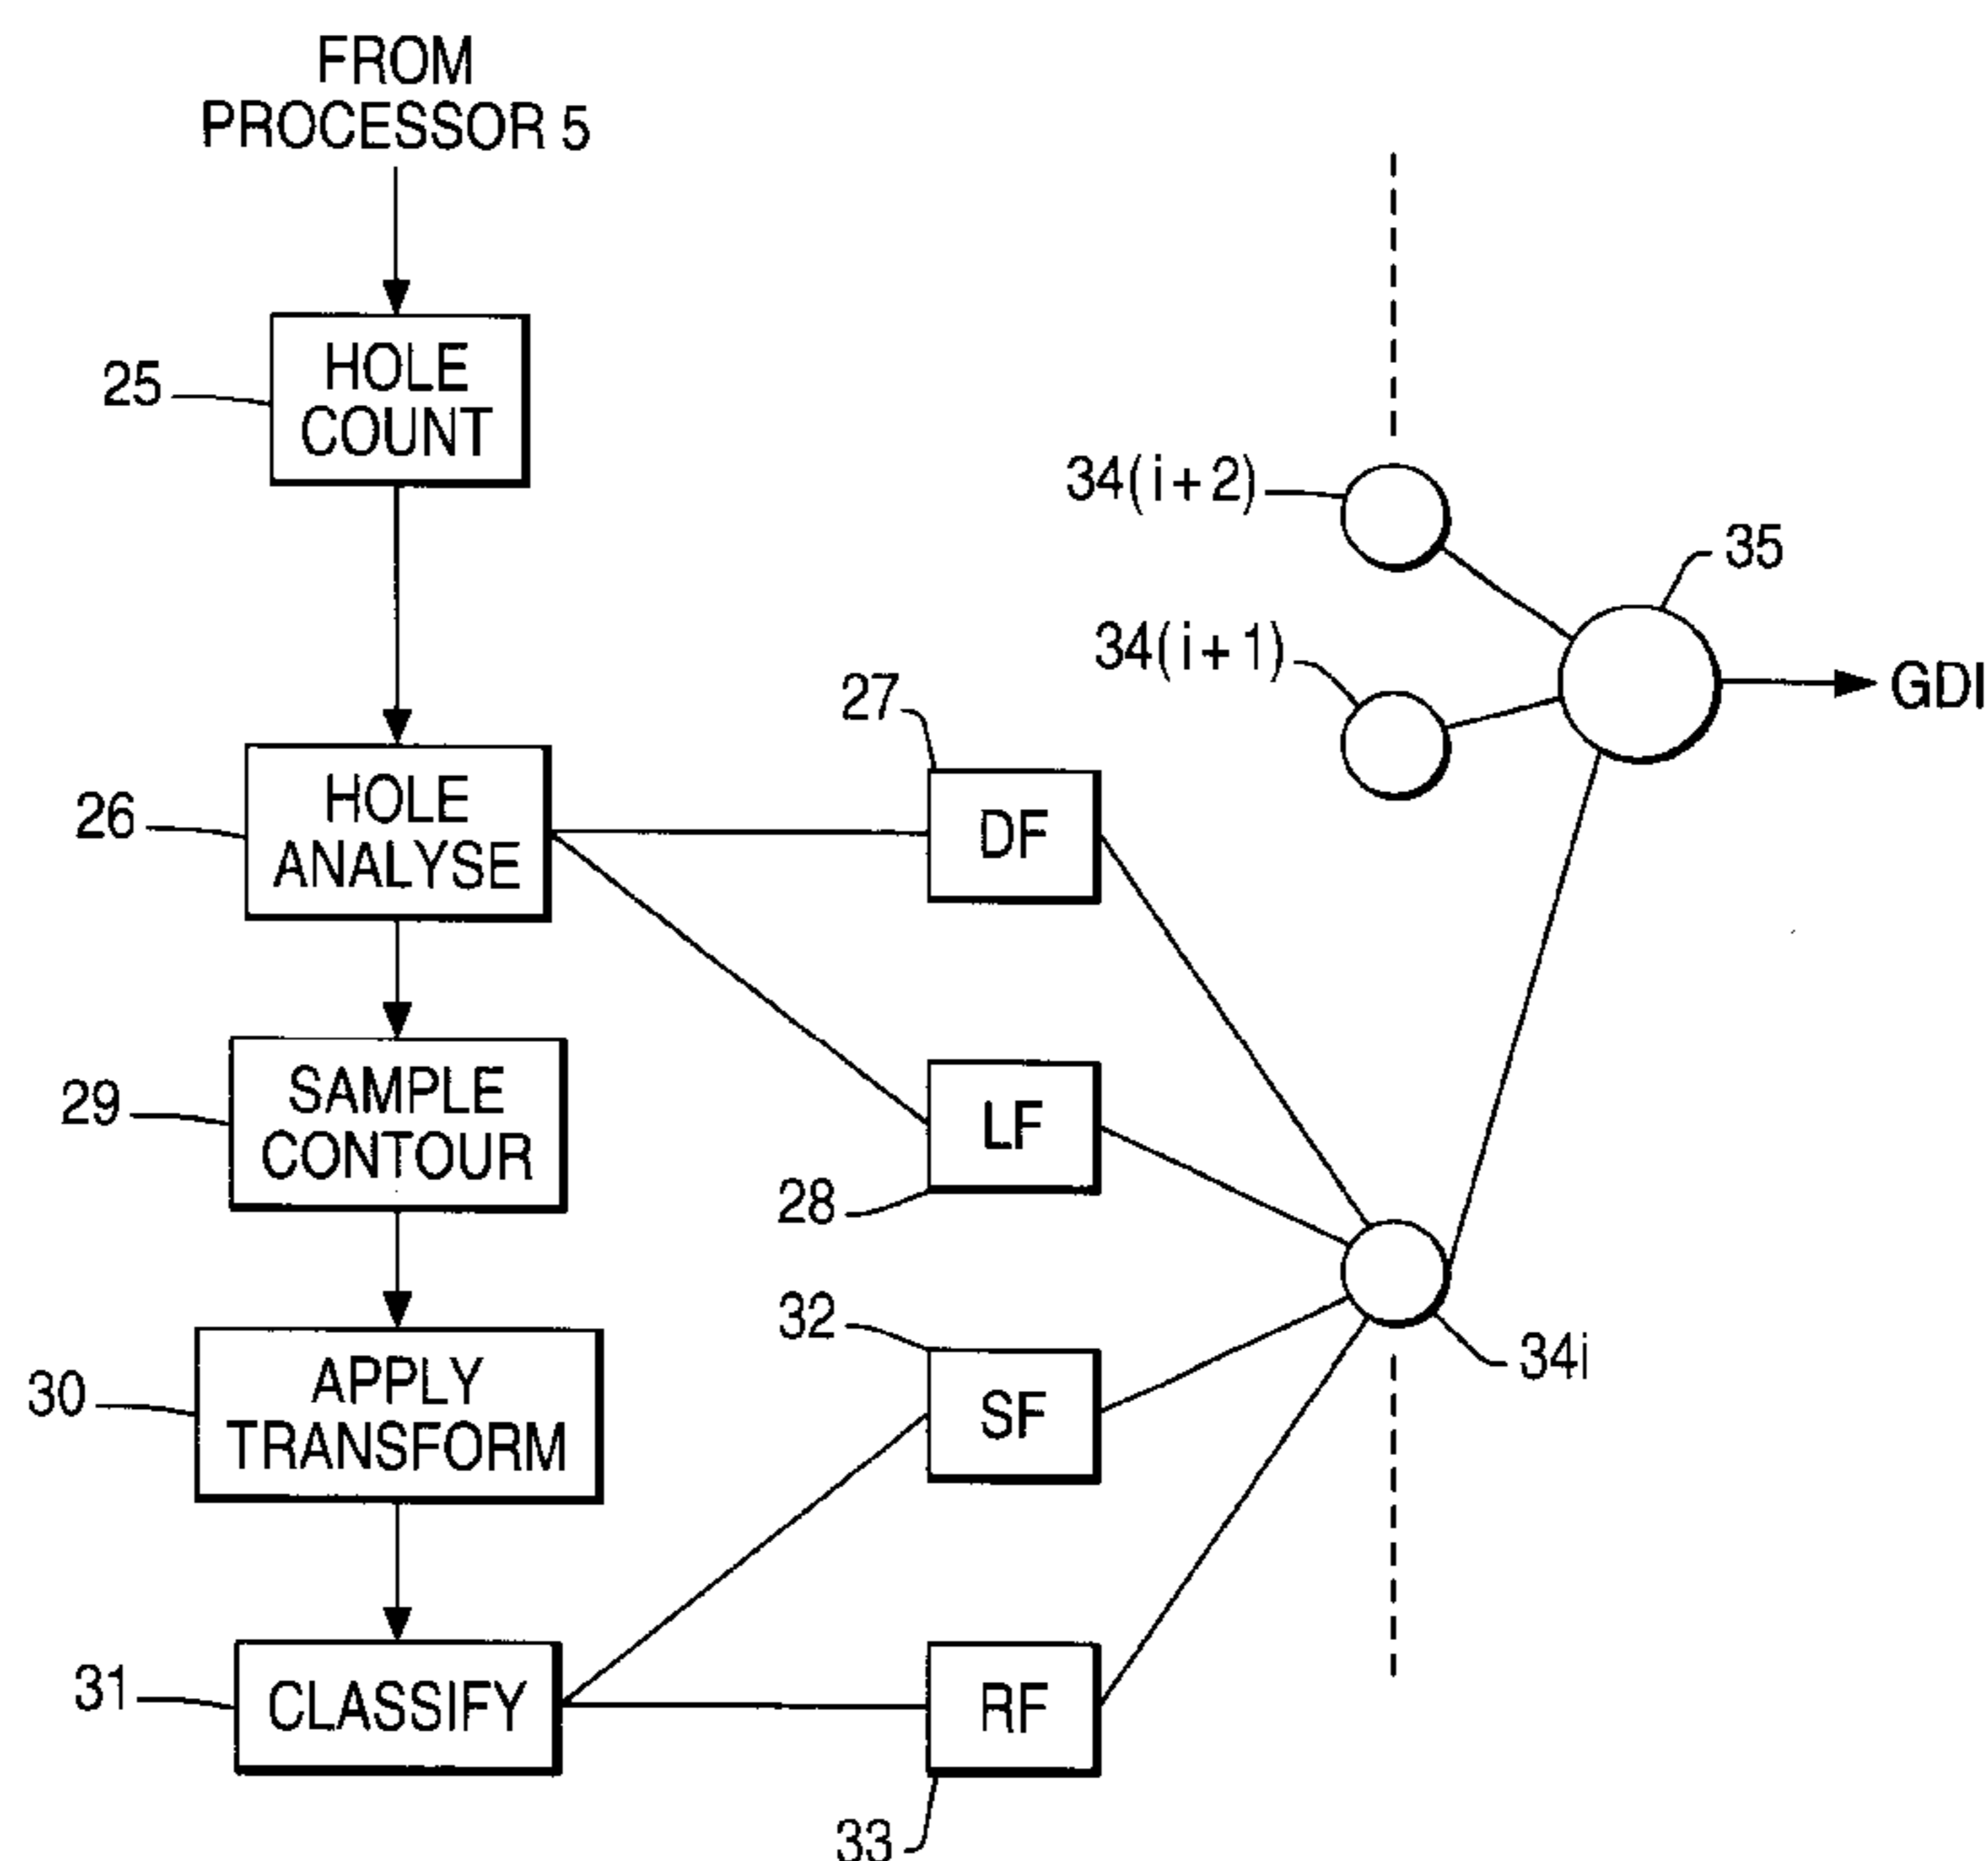 FROM
PROCESSOR 5
25
HOLE
COUNT
34(i+2)
35
34(i+1)
GDI
27
26
HOLE
ANALYSE
DF
29
SAMPLE
CONTOUR
LF
28
32
34i
30
APPLY
TRANSFORM
SF
31
CLASSIFY
RF
33